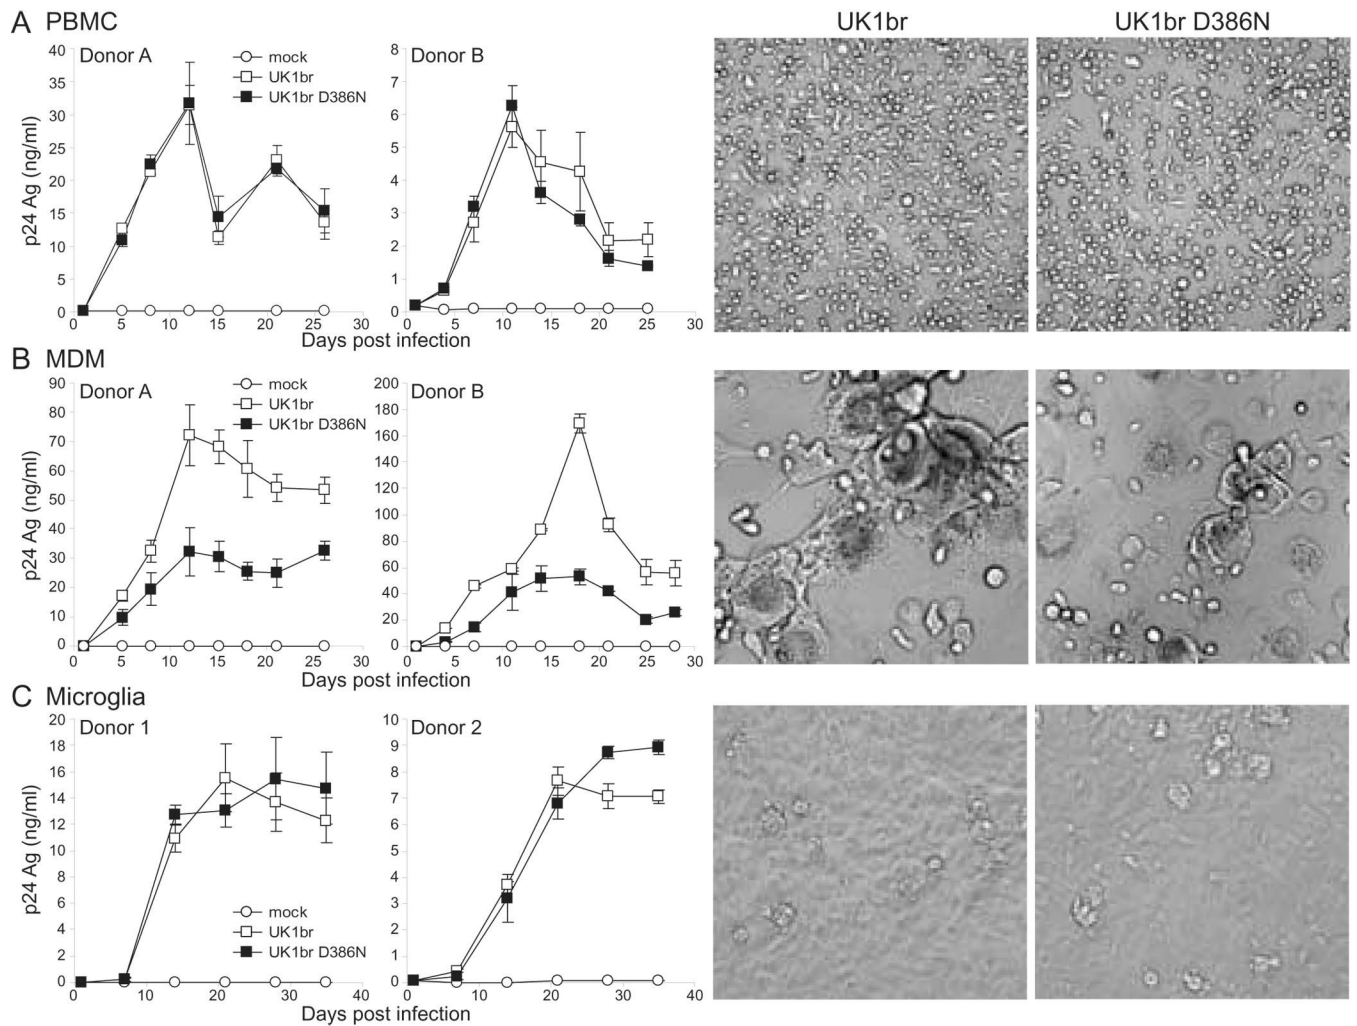 A PBMC
UK1br
UK1br D386N
Donor A
mock
UK1br
UK1br D386N
p24 Ag (ng/ml)
40
35
30
25
20
15
10
5
0
0 5 10 15 20 25 30
Donor B
8
7
6
5
4
3
2
1
0
0 5 10 15 20 25 30
Days post infection
B MDM
Donor A
mock
UK1br
UK1br D386N
p24 Ag (ng/ml)
90
80
70
60
50
40
30
20
10
0
0 5 10 15 20 25 30
Donor B
200
180
160
140
120
100
80
60
40
20
0
0 5 10 15 20 25 30
Days post infection
C Microglia
Donor 1
mock
UK1br
UK1br D386N
p24 Ag (ng/ml)
20
18
16
14
12
10
8
6
4
2
0
0 10 20 30 40
Donor 2
10
9
8
7
6
5
4
3
2
1
0
0 10 20 30 40
Days post infection